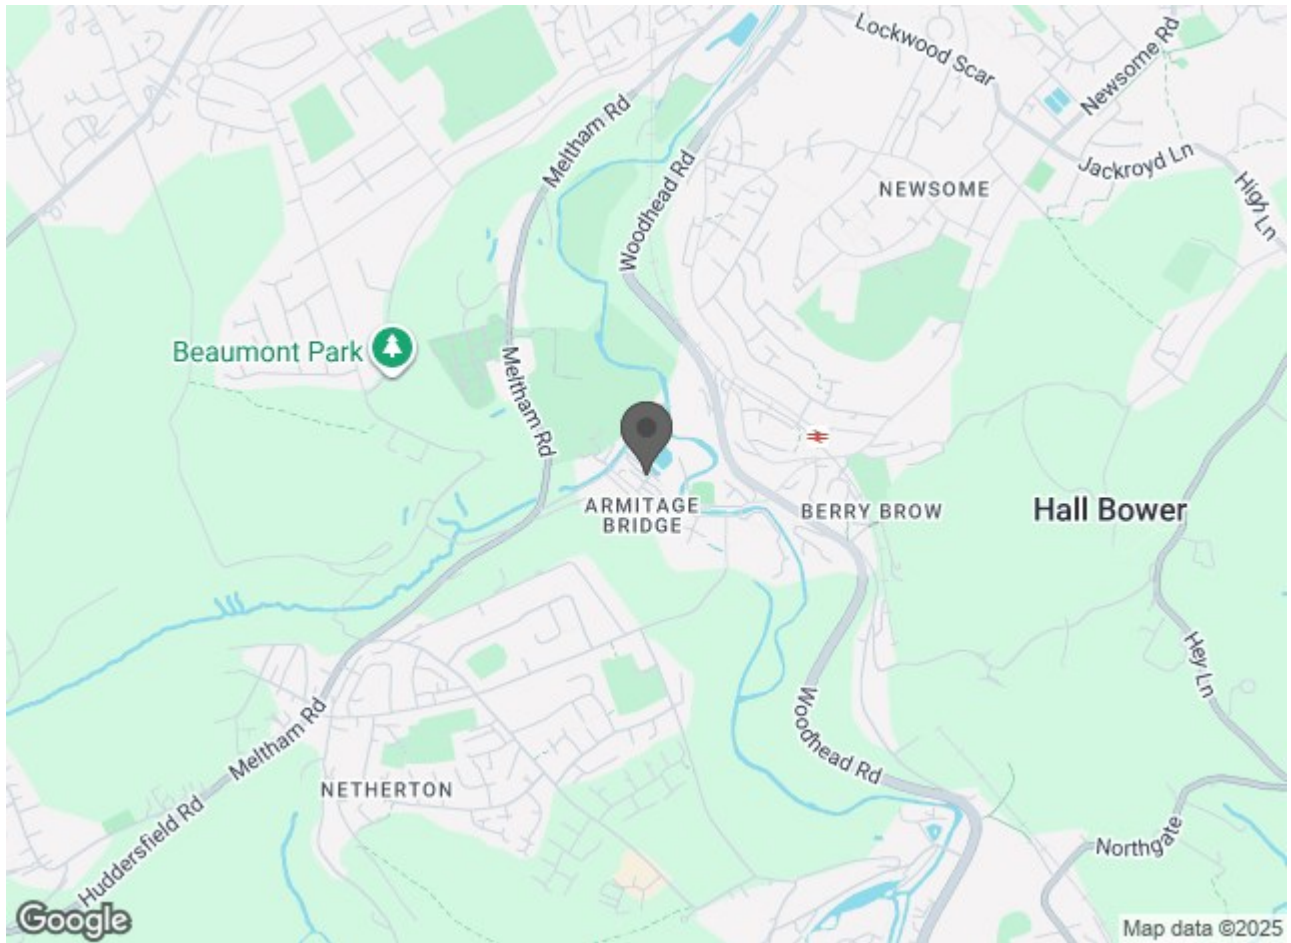 Lockwood Scar
Newsome Rd
Meltham Rd
Jackroyd Ln
Woodhead Rd
NEWSOME
High Ln
Beaumont Park
Meltham Rd
ARMITAGE
BRIDGE
BERRY BROW
Hall Bower
Hey Ln
Woodhead Rd
Meltham Rd
NETHERTON
Huddersfield Rd
Northgate
Google
Map data ©2025